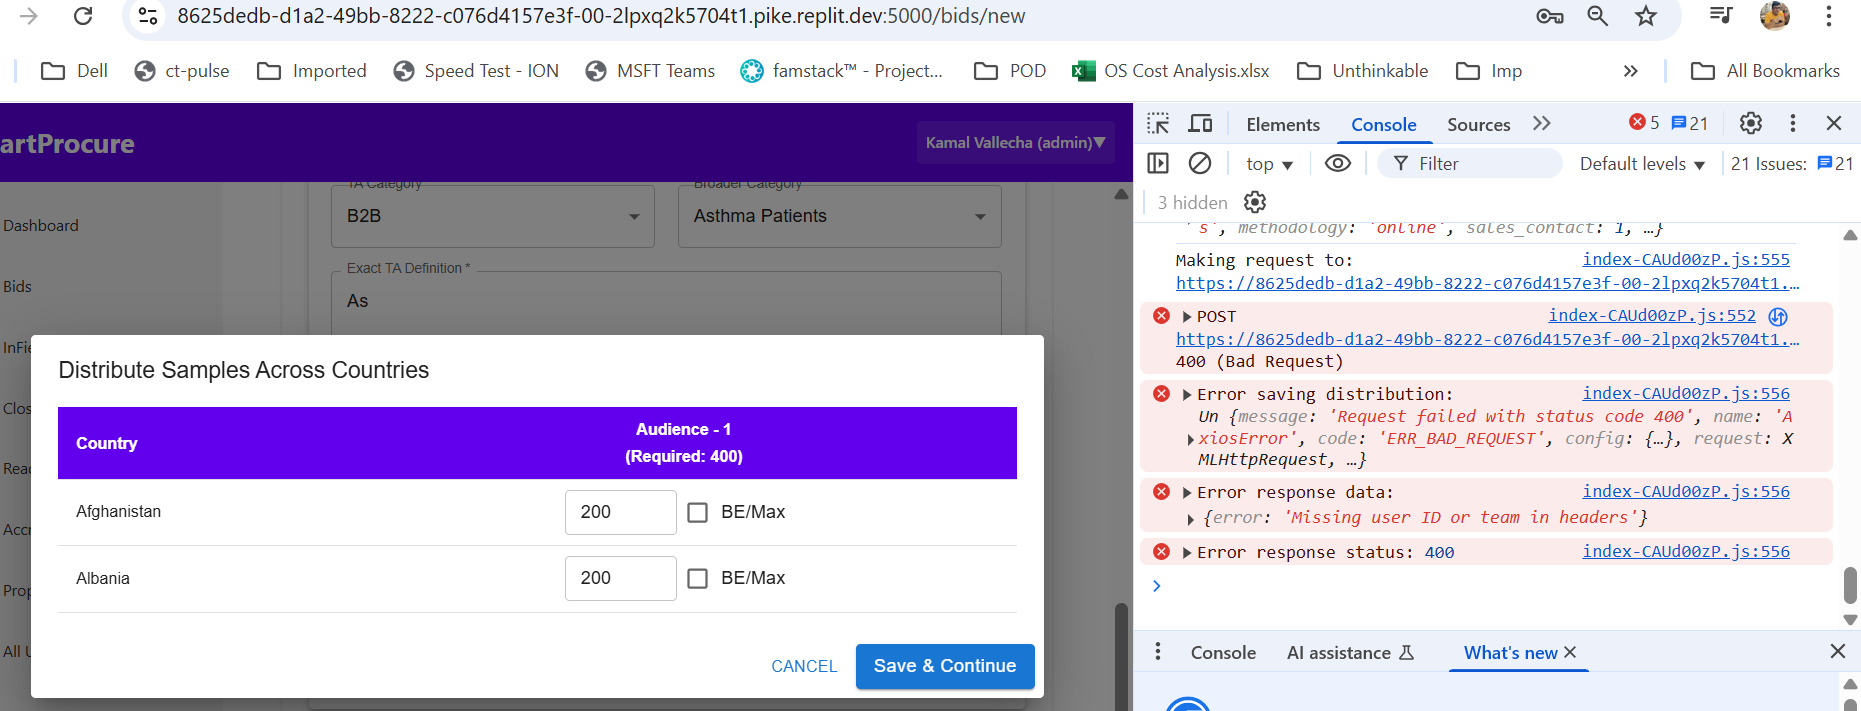 8625dedb-d1a2-49bb-8222-c076d4157e3f-00-2lpxq2k5704t1.pike.replit.dev:5000/bids/new
Dell ct-pulse Imported Speed Test - ION MSFT Teams famstack™ - Project... POD OS Cost Analysis.xlsx Unthinkable Imp » All Bookmarks
artProcure
Kamal Vallecha (admin)▼
Dashboard
Bids
InFie
Clos
Rea
Accr
Prop
All U
TA Category
B2B
Broader Category
Asthma Patients
Exact TA Definition *
As
Distribute Samples Across Countries
Country
Audience - 1
(Required: 400)
Afghanistan 200 BE/Max
Albania 200 BE/Max
CANCEL Save & Continue
Elements Console Sources 5 21
top ▼ Filter Default levels ▼ 21 Issues: 21
3 hidden
's', methodology: 'online', sales_contact: 1, …}
Making request to: index-CAUd00zP.js:555
https://8625dedb-d1a2-49bb-8222-c076d4157e3f-00-2lpxq2k5704t1.…
▶POST index-CAUd00zP.js:552
https://8625dedb-d1a2-49bb-8222-c076d4157e3f-00-2lpxq2k5704t1.…
400 (Bad Request)
▶Error saving distribution: index-CAUd00zP.js:556
Un {message: 'Request failed with status code 400', name: 'A
xiosError', code: 'ERR_BAD_REQUEST', config: {…}, request: X
MLHttpRequest, …}
▶Error response data: index-CAUd00zP.js:556
▶{error: 'Missing user ID or team in headers'}
▶Error response status: 400 index-CAUd00zP.js:556
Console AI assistance What's new